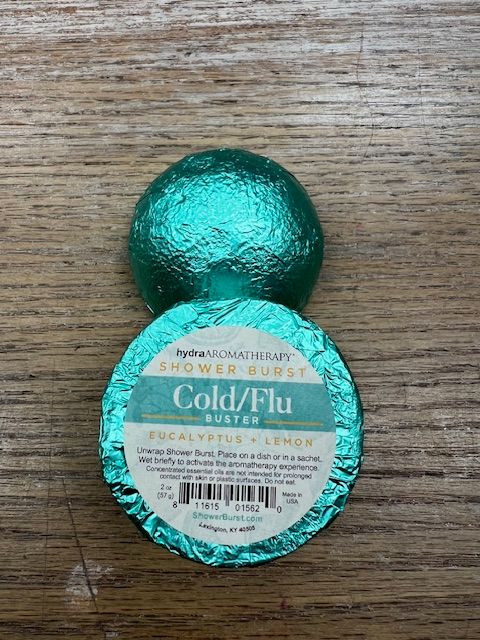 hydraAROMATHERAPY™
SHOWER BURST
Cold/Flu
BUSTER
EUCALYPTUS + LEMON
Unwrap Shower Burst. Place on a dish or in a sachet.
Wet briefly to activate the aromatherapy experience.
Concentrated essential oils are not intended for prolonged
contact with skin or plastic surfaces. Do not eat.
2 oz
(57 g)
Made in
USA
8 11615 01562 0
ShowerBurst.com
Lexington, KY 40505